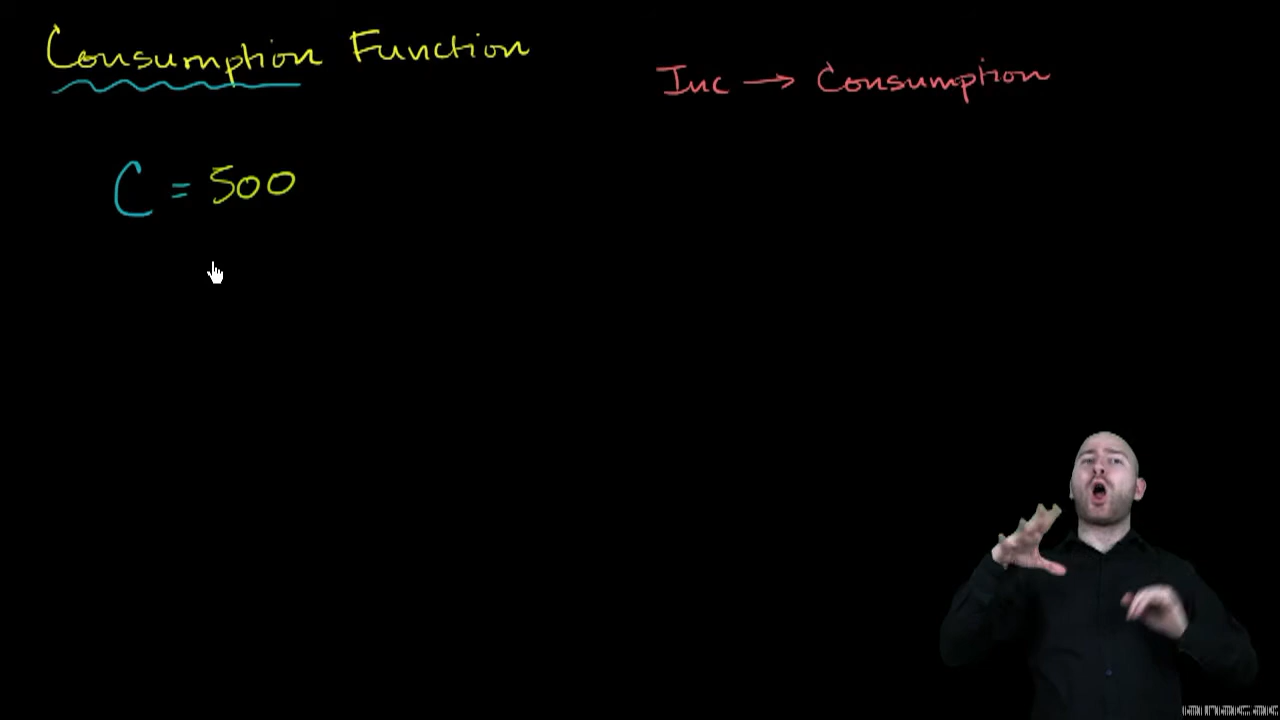 Consumption Function
Inc → Consumption
C = 500